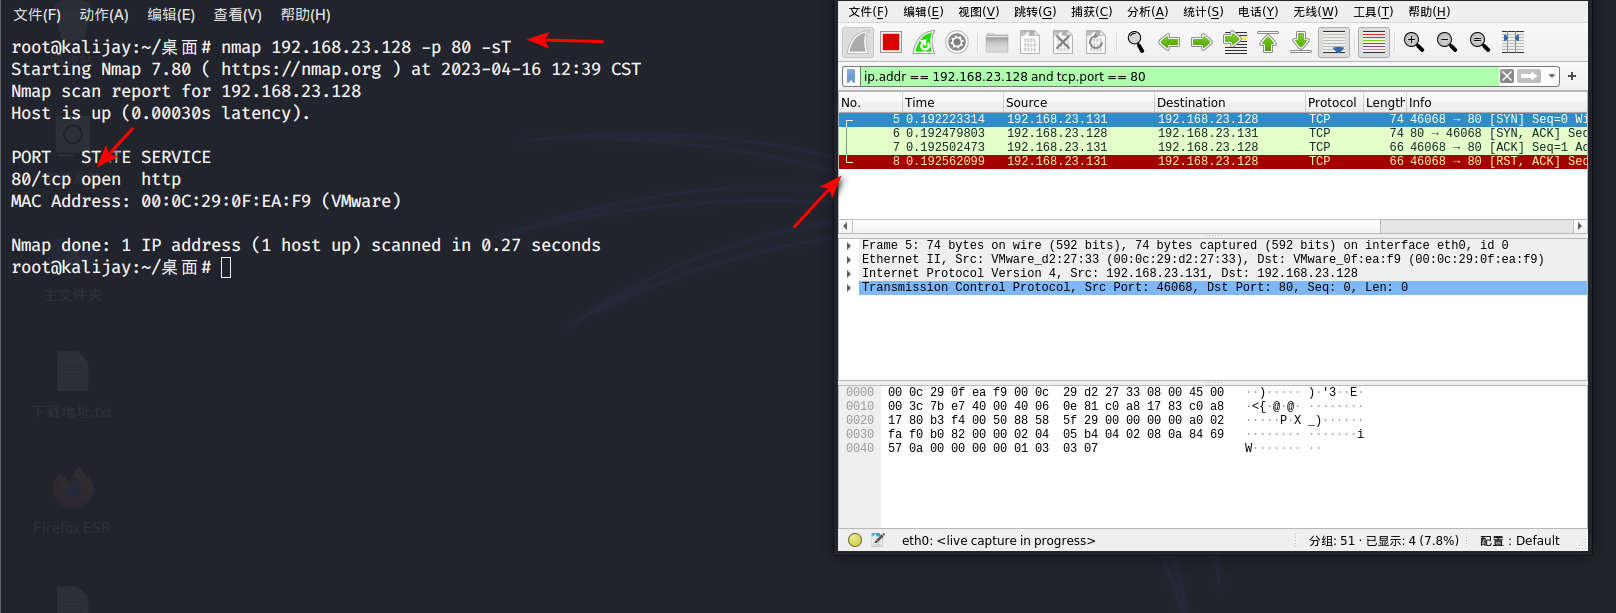 文件(F) 动作(A) 编辑(E) 查看(V) 帮助(H)
root@kalijay:~/桌面# nmap 192.168.23.128 -p 80 -sT
Starting Nmap 7.80 ( https://nmap.org ) at 2023-04-16 12:39 CST
Nmap scan report for 192.168.23.128
Host is up (0.00030s latency).
PORT STATE SERVICE
80/tcp open http
MAC Address: 00:0C:29:0F:EA:F9 (VMware)
Nmap done: 1 IP address (1 host up) scanned in 0.27 seconds
root@kalijay:~/桌面#
主文件夹
下载地址.txt
Firefox ESR
文件(F) 编辑(E) 视图(V) 跳转(G) 捕获(C) 分析(A) 统计(S) 电话(Y) 无线(W) 工具(T) 帮助(H)
ip.addr == 192.168.23.128 and tcp.port == 80
No. Time Source Destination Protocol Length Info
5 0.192223314 192.168.23.131 192.168.23.128 TCP 74 46068 → 80 [SYN] Seq=0 Wi
6 0.192479803 192.168.23.128 192.168.23.131 TCP 74 80 → 46068 [SYN, ACK] Seq
7 0.192502473 192.168.23.131 192.168.23.128 TCP 66 46068 → 80 [ACK] Seq=1 Ac
8 0.192562099 192.168.23.131 192.168.23.128 TCP 66 46068 → 80 [RST, ACK] Seq
Frame 5: 74 bytes on wire (592 bits), 74 bytes captured (592 bits) on interface eth0, id 0
Ethernet II, Src: VMware_d2:27:33 (00:0c:29:d2:27:33), Dst: VMware_0f:ea:f9 (00:0c:29:0f:ea:f9)
Internet Protocol Version 4, Src: 192.168.23.131, Dst: 192.168.23.128
Transmission Control Protocol, Src Port: 46068, Dst Port: 80, Seq: 0, Len: 0
0000 00 0c 29 0f ea f9 00 0c 29 d2 27 33 08 00 45 00 ··)····· )·'3··E·
0010 00 3c 7b e7 40 00 40 06 0e 81 c0 a8 17 83 c0 a8 ·<{·@·@· ········
0020 17 80 b3 f4 00 50 88 58 5f 29 00 00 00 00 a0 02 ·····P·X _)······
0030 fa f0 b0 82 00 00 02 04 05 b4 04 02 08 0a 84 69 ········ ·······i
0040 57 0a 00 00 00 00 01 03 03 07 W······· ··
eth0: <live capture in progress> 分组: 51 · 已显示: 4 (7.8%) 配置: Default